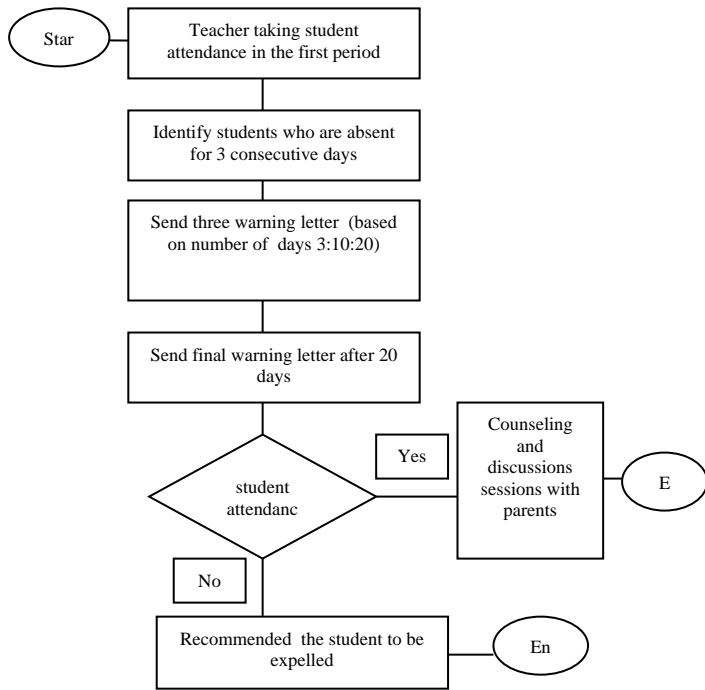 Star
Teacher taking student
attendance in the first period
Identify students who are absent
for 3 consecutive days
Send three warning letter (based
on number of days 3:10:20)
Send final warning letter after 20
days
student
attendanc
Yes
Counseling
and
discussions
sessions with
parents
E
No
Recommended the student to be
expelled
En